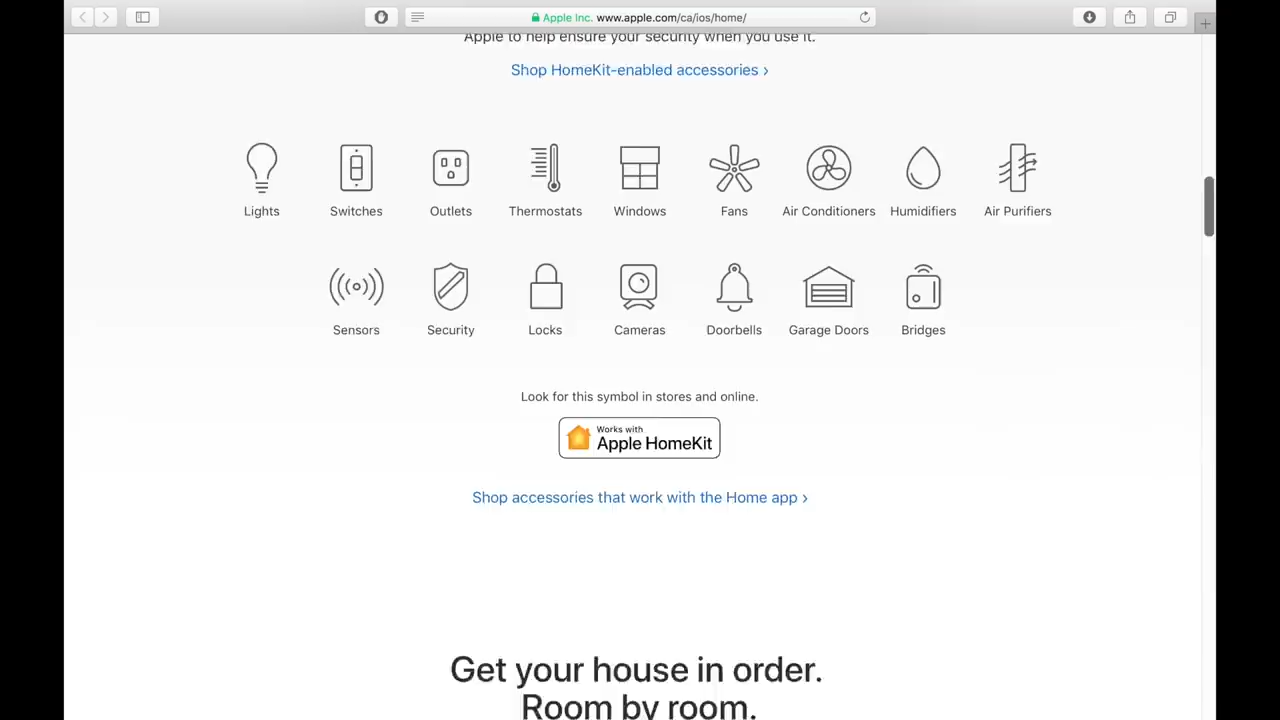 Apple Inc. www.apple.com/ca/ios/home/
Apple to help ensure your security when you use it.
Shop HomeKit-enabled accessories ›
Lights Switches Outlets Thermostats Windows Fans Air Conditioners Humidifiers Air Purifiers
Sensors Security Locks Cameras Doorbells Garage Doors Bridges
Look for this symbol in stores and online.
Works with
Apple HomeKit
Shop accessories that work with the Home app ›
Get your house in order.
Room by room.